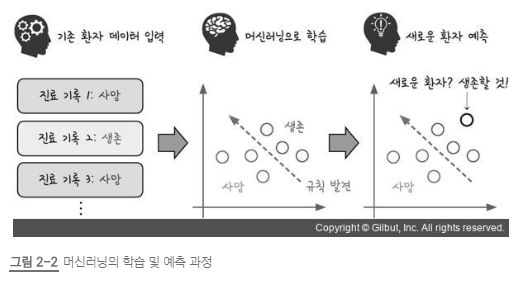 기존 환자 데이터 입력
머신러닝으로 학습
새로운 환자 예측
진료 기록 1: 사망
진료 기록 2: 생존
진료 기록 3: 사망
생존
사망
규칙 발견
새로운 환자? 생존할 것!
사망
Copyright © Gilbut, Inc. All rights reserved.
그림 2-2 머신러닝의 학습 및 예측 과정